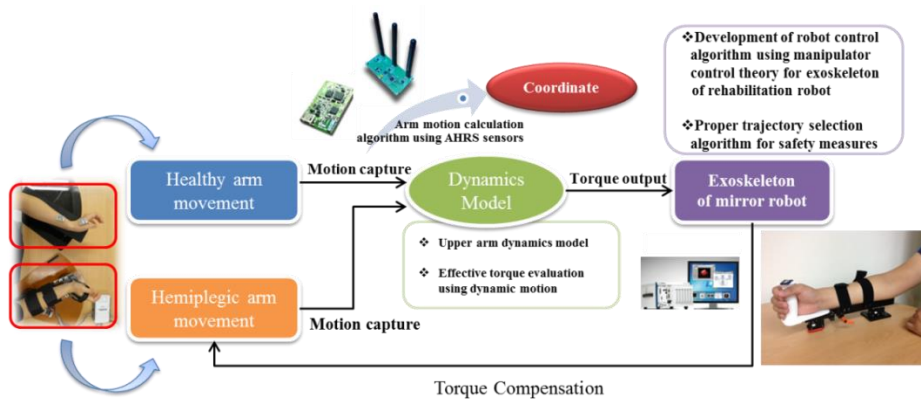 ❖Development of robot control
algorithm using manipulator
control theory for exoskeleton
of rehabilitation robot
❖Proper trajectory selection
algorithm for safety measures
Coordinate
Arm motion calculation
algorithm using AHRS sensors
Healthy arm
movement
Motion capture
Dynamics
Model
Torque output
Exoskeleton
of mirror robot
❖ Upper arm dynamics model
❖ Effective torque evaluation
using dynamic motion
Hemiplegic arm
movement
Motion capture
Torque Compensation